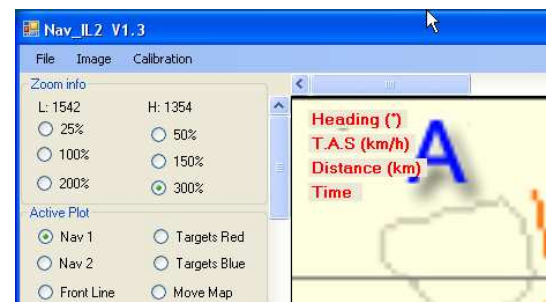 Nav_IL2 V1.3
File Image Calibration
Zoom info
L: 1542 H: 1354
25% 50%
100% 150%
200% 300%
Active Plot
Nav 1 Targets Red
Nav 2 Targets Blue
Front Line Move Map
Heading (°)
T.A.S (km/h)
Distance (km)
Time
A